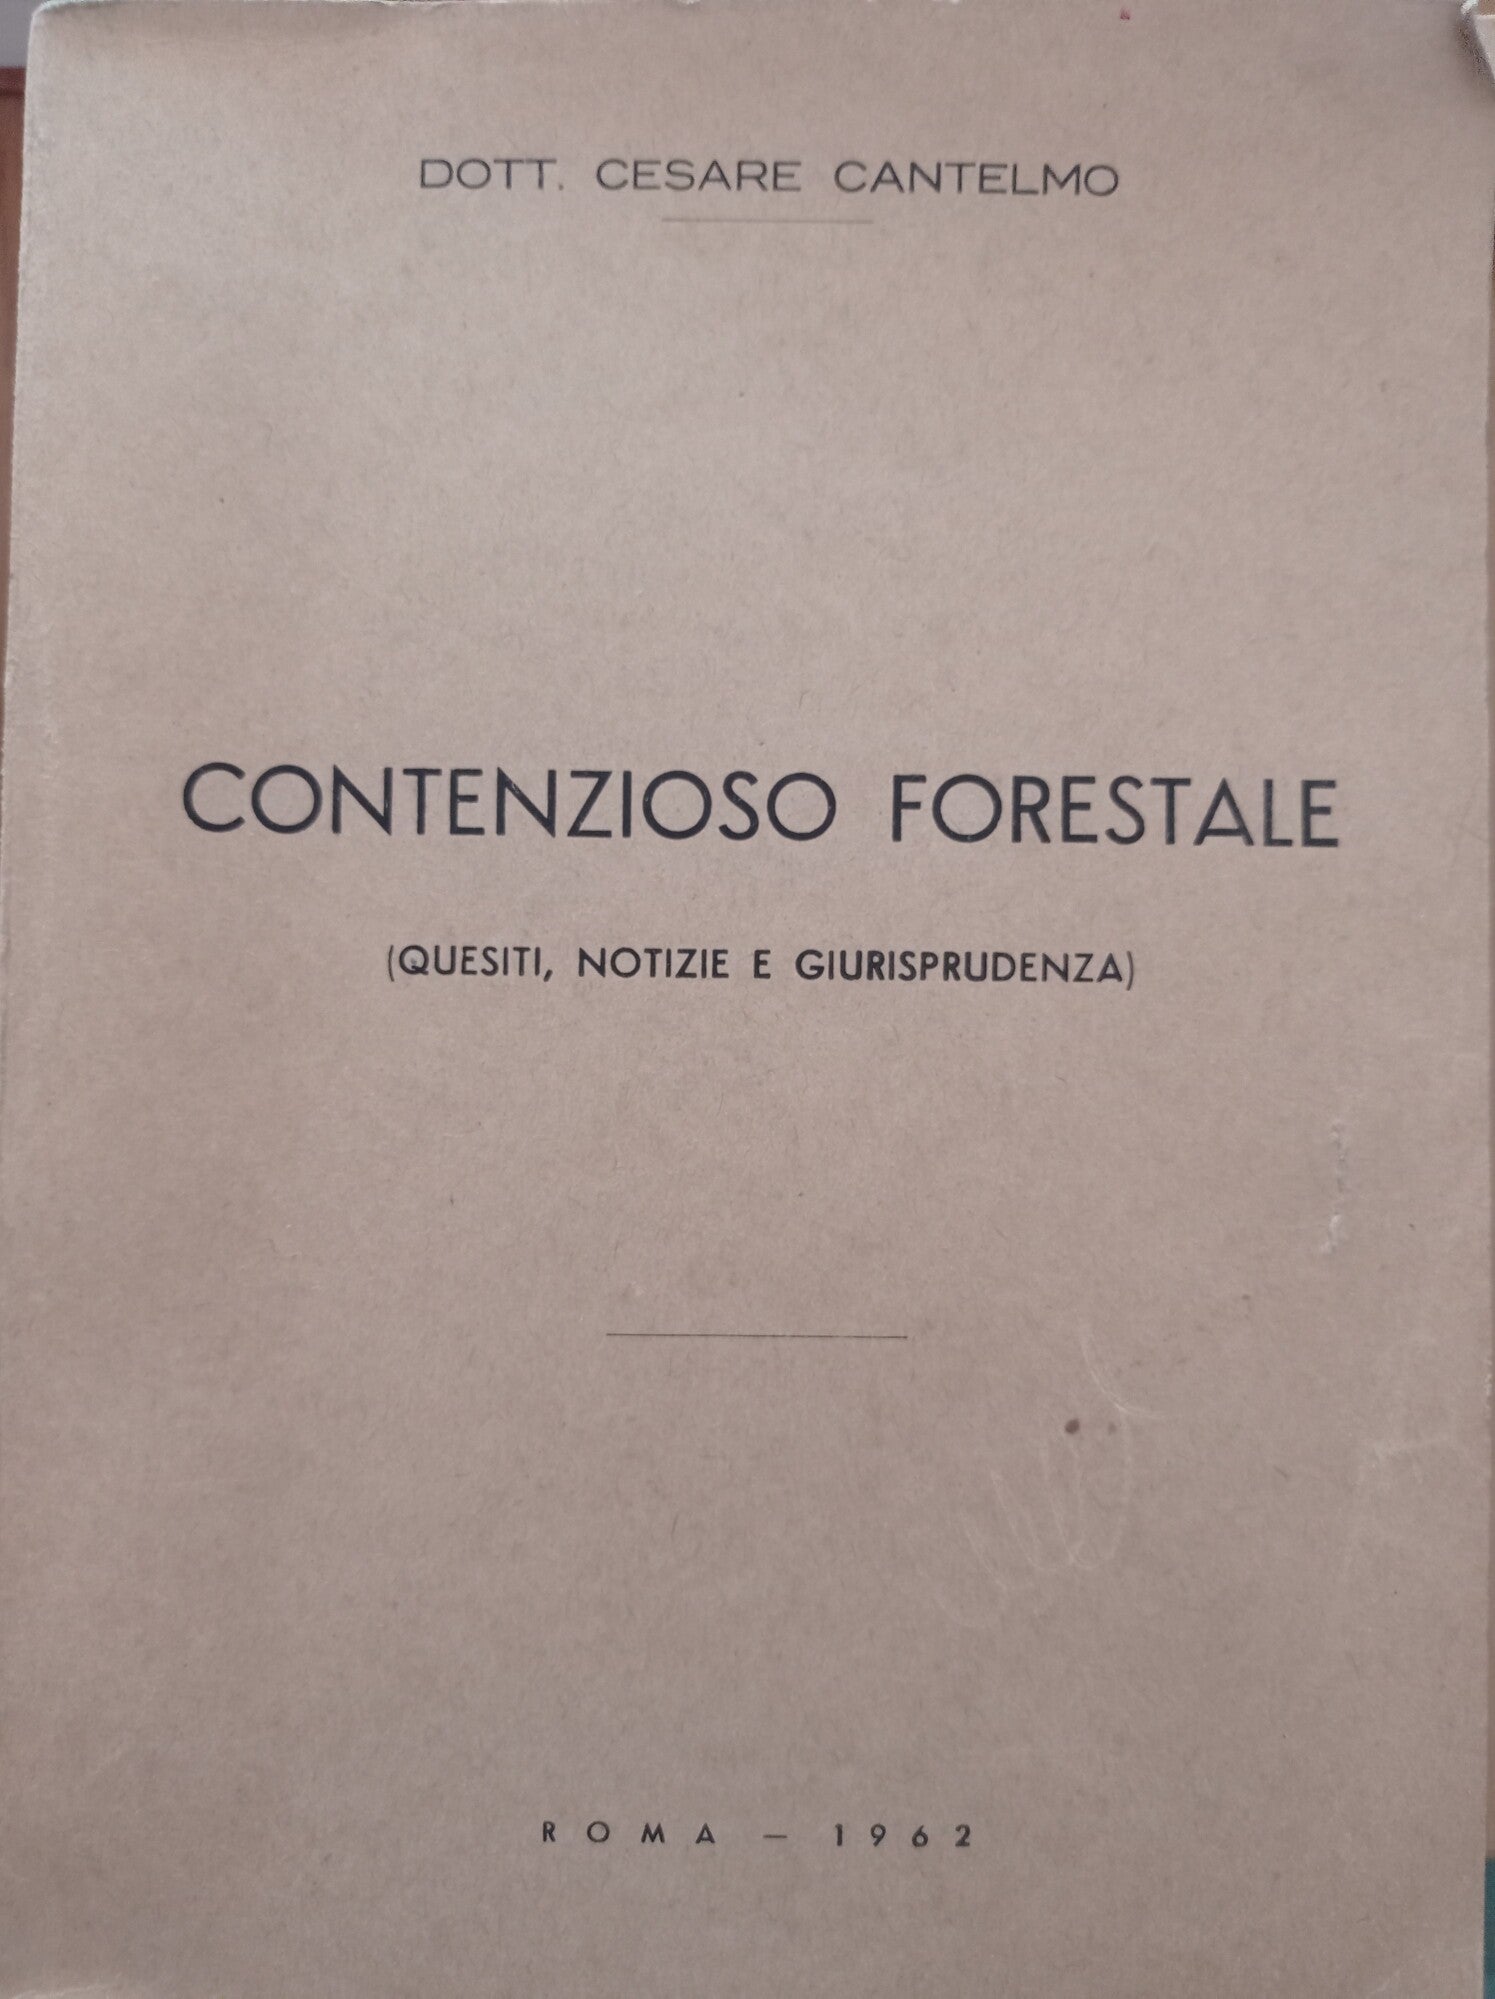 DOTT. CESARE CANTELMO
CONTENZIOSO FORESTALE
(QUESITI, NOTIZIE E GIURISPRUDENZA)
ROMA — 1962